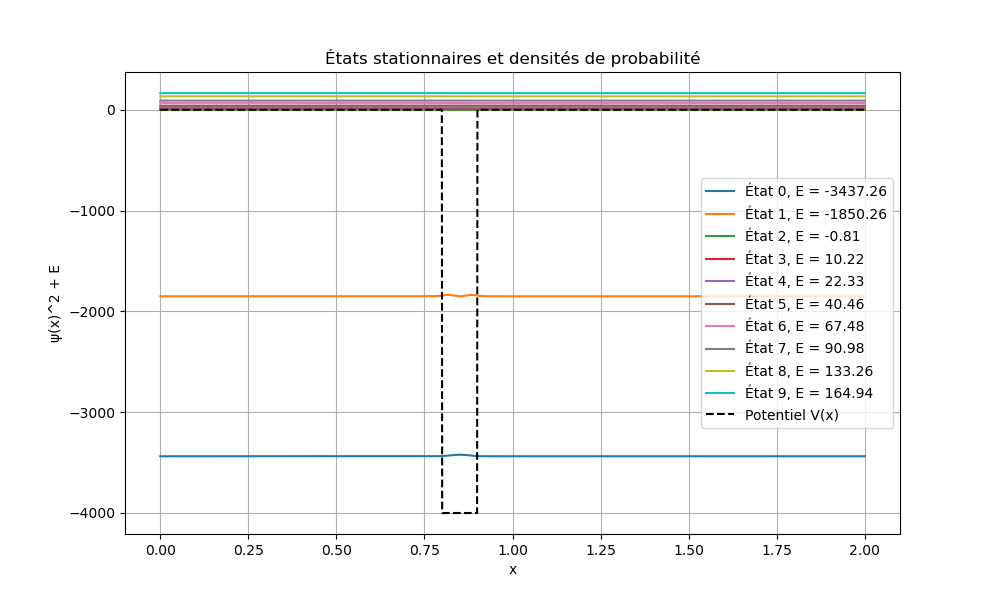 États stationnaires et densités de probabilité
ψ(x)^2 + E
0
−1000
−2000
−3000
−4000
État 0, E = -3437.26
État 1, E = -1850.26
État 2, E = -0.81
État 3, E = 10.22
État 4, E = 22.33
État 5, E = 40.46
État 6, E = 67.48
État 7, E = 90.98
État 8, E = 133.26
État 9, E = 164.94
Potentiel V(x)
0.00 0.25 0.50 0.75 1.00 1.25 1.50 1.75 2.00
x